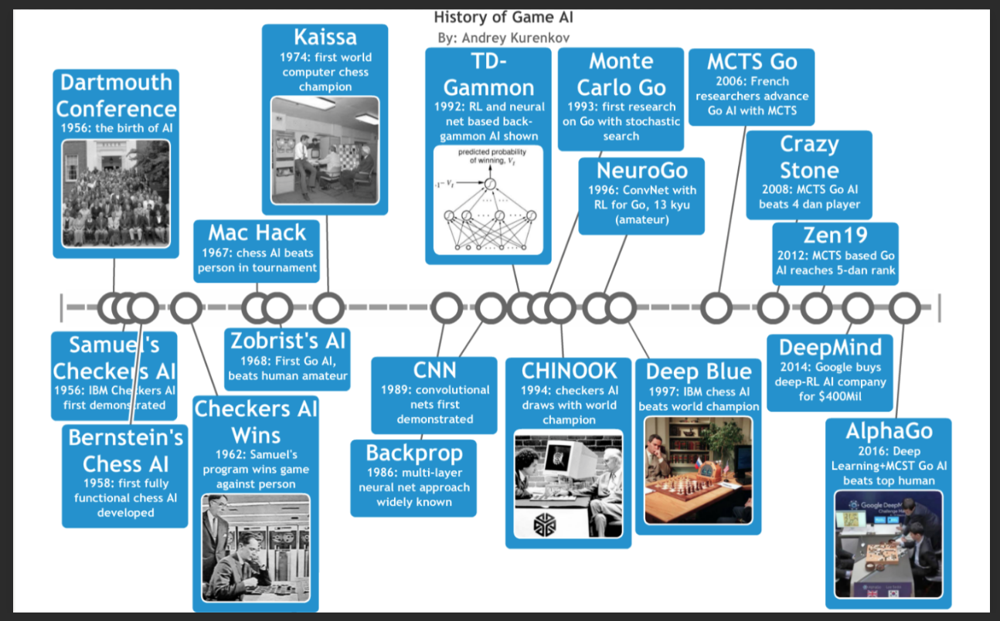 History of Game AI
By: Andrey Kurenkov
Dartmouth
Conference
1956: the birth of AI
Samuel's
Checkers AI
1956: IBM Checkers AI
first demonstrated
Bernstein's
Chess AI
1958: first fully
functional chess AI
developed
Checkers AI
Wins
1962: Samuel's
program wins game
against person
Mac Hack
1967: chess AI beats
person in tournament
Zobrist's AI
1968: First Go AI,
beats human amateur
Kaissa
1974: first world
computer chess
champion
Backprop
1986: multi-layer
neural net approach
widely known
CNN
1989: convolutional
nets first
demonstrated
TD-
Gammon
1992: RL and neural
net based back-
gammon AI shown
predicted probability
of winning, Vt
Monte
Carlo Go
1993: first research
on Go with stochastic
search
CHINOOK
1994: checkers AI
draws with world
champion
NeuroGo
1996: ConvNet with
RL for Go, 13 kyu
(amateur)
Deep Blue
1997: IBM chess AI
beats world champion
MCTS Go
2006: French
researchers advance
Go AI with MCTS
Crazy
Stone
2008: MCTS Go AI
beats 4 dan player
Zen19
2012: MCTS based Go
AI reaches 5-dan rank
DeepMind
2014: Google buys
deep-RL AI company
for $400Mil
AlphaGo
2016: Deep
Learning+MCST Go AI
beats top human
Google DeepM